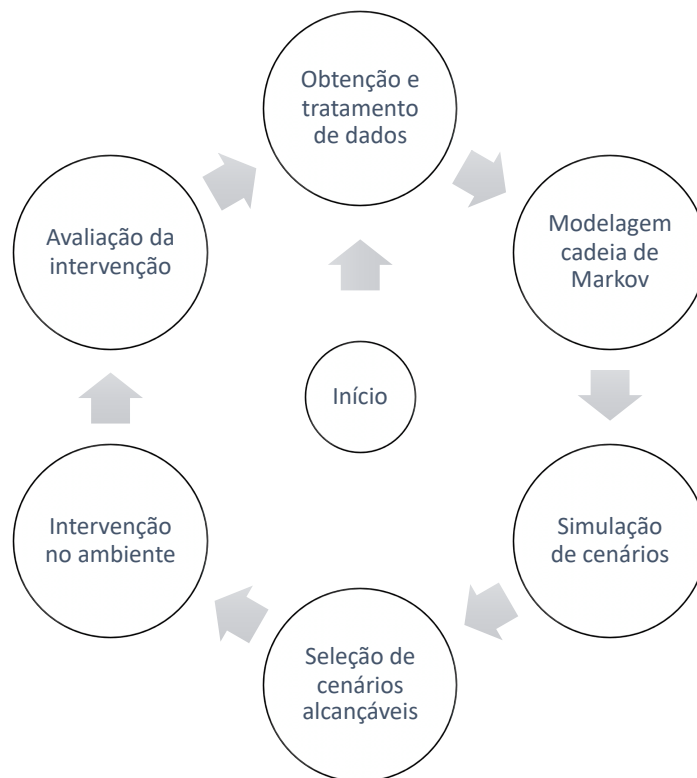 Obtenção e
tratamento
de dados
Modelagem
cadeia de
Markov
Simulação
de cenários
Seleção de
cenários
alcançáveis
Intervenção
no ambiente
Avaliação da
intervenção
Início